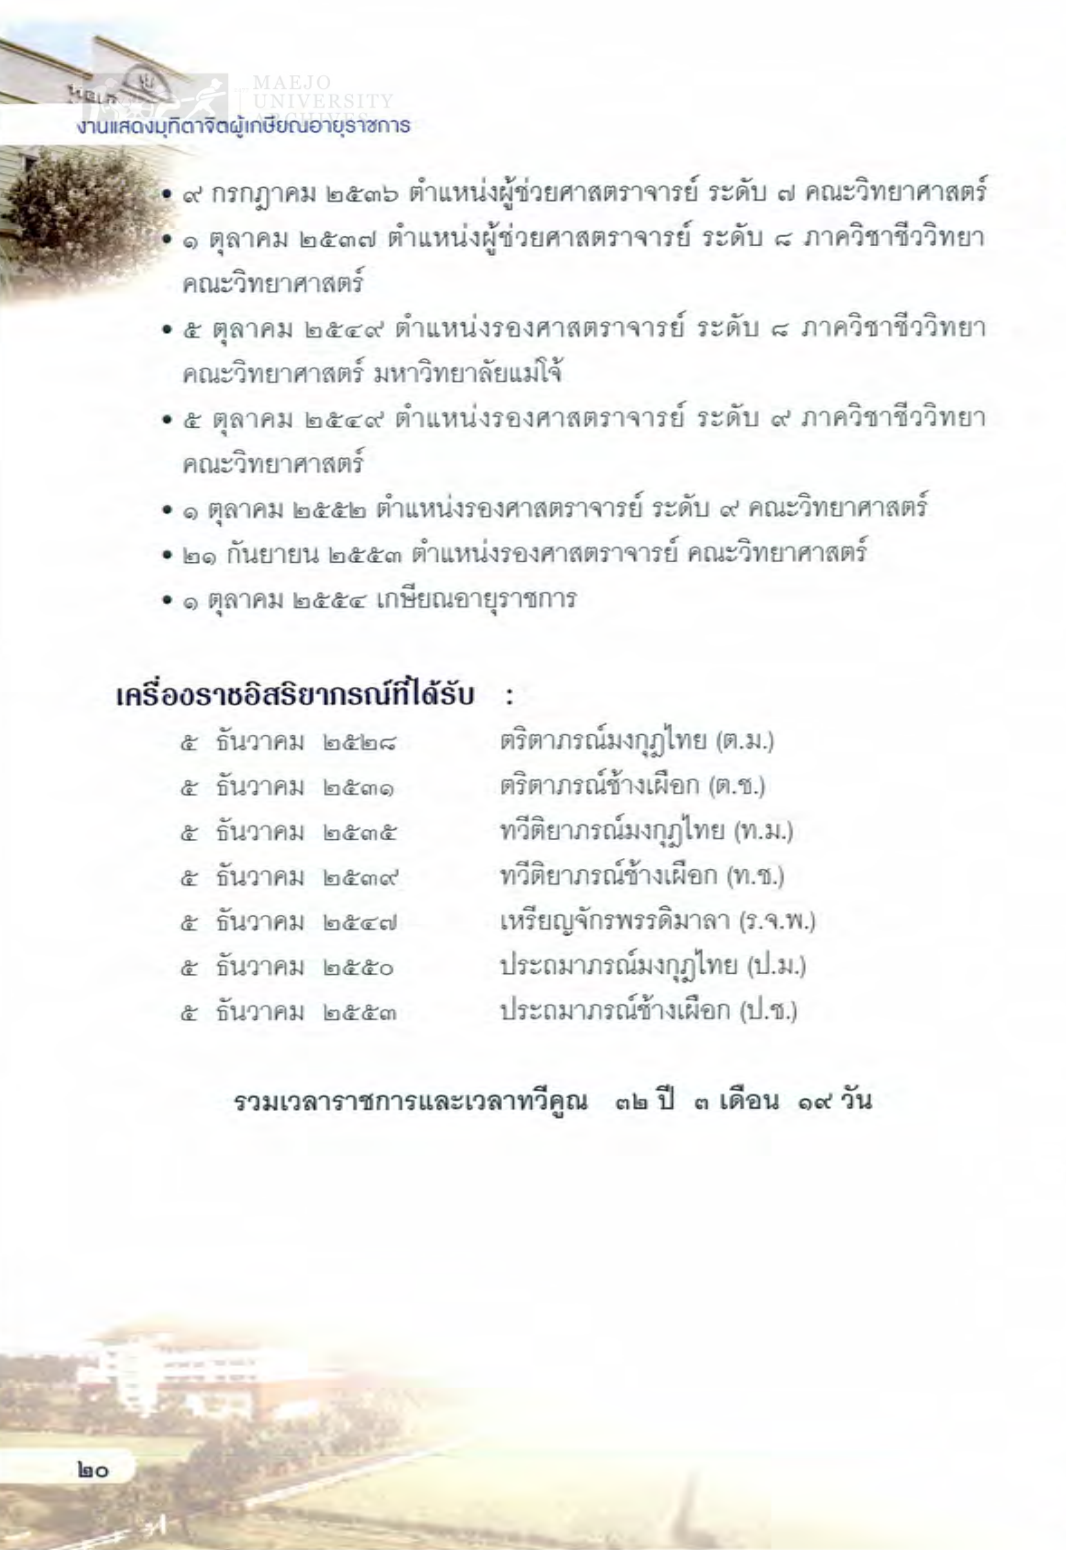 MAEJO
UNIVERSITY
ARCHIVES
งานแสดงมุทิตาจิตผู้เกษียณอายุราชการ
• ๙ กรกฎาคม ๒๕๓๖ ตำแหน่งผู้ช่วยศาสตราจารย์ ระดับ ๗ คณะวิทยาศาสตร์
• ๑ ตุลาคม ๒๕๓๗ ตำแหน่งผู้ช่วยศาสตราจารย์ ระดับ ๘ ภาควิชาชีววิทยา
คณะวิทยาศาสตร์
• ๕ ตุลาคม ๒๕๔๙ ตำแหน่งรองศาสตราจารย์ ระดับ ๘ ภาควิชาชีววิทยา
คณะวิทยาศาสตร์ มหาวิทยาลัยแม่โจ้
• ๕ ตุลาคม ๒๕๔๙ ตำแหน่งรองศาสตราจารย์ ระดับ ๙ ภาควิชาชีววิทยา
คณะวิทยาศาสตร์
• ๑ ตุลาคม ๒๕๕๒ ตำแหน่งรองศาสตราจารย์ ระดับ ๙ คณะวิทยาศาสตร์
• ๒๑ กันยายน ๒๕๕๓ ตำแหน่งรองศาสตราจารย์ คณะวิทยาศาสตร์
• ๑ ตุลาคม ๒๕๕๔ เกษียณอายุราชการ
เครื่องราชอิสริยาภรณ์ที่ได้รับ :
๕ ธันวาคม ๒๕๒๘ ตริตาภรณ์มงกุฎไทย (ต.ม.)
๕ ธันวาคม ๒๕๓๑ ตริตาภรณ์ช้างเผือก (ต.ช.)
๕ ธันวาคม ๒๕๓๕ ทวีติยาภรณ์มงกุฎไทย (ท.ม.)
๕ ธันวาคม ๒๕๓๙ ทวีติยาภรณ์ช้างเผือก (ท.ช.)
๕ ธันวาคม ๒๕๔๗ เหรียญจักรพรรดิมาลา (ร.จ.พ.)
๕ ธันวาคม ๒๕๕๐ ประถมาภรณ์มงกุฎไทย (ป.ม.)
๕ ธันวาคม ๒๕๕๓ ประถมาภรณ์ช้างเผือก (ป.ช.)
รวมเวลาราชการและเวลาทวีคูณ ๓๒ ปี ๓ เดือน ๑๙ วัน
๒๐